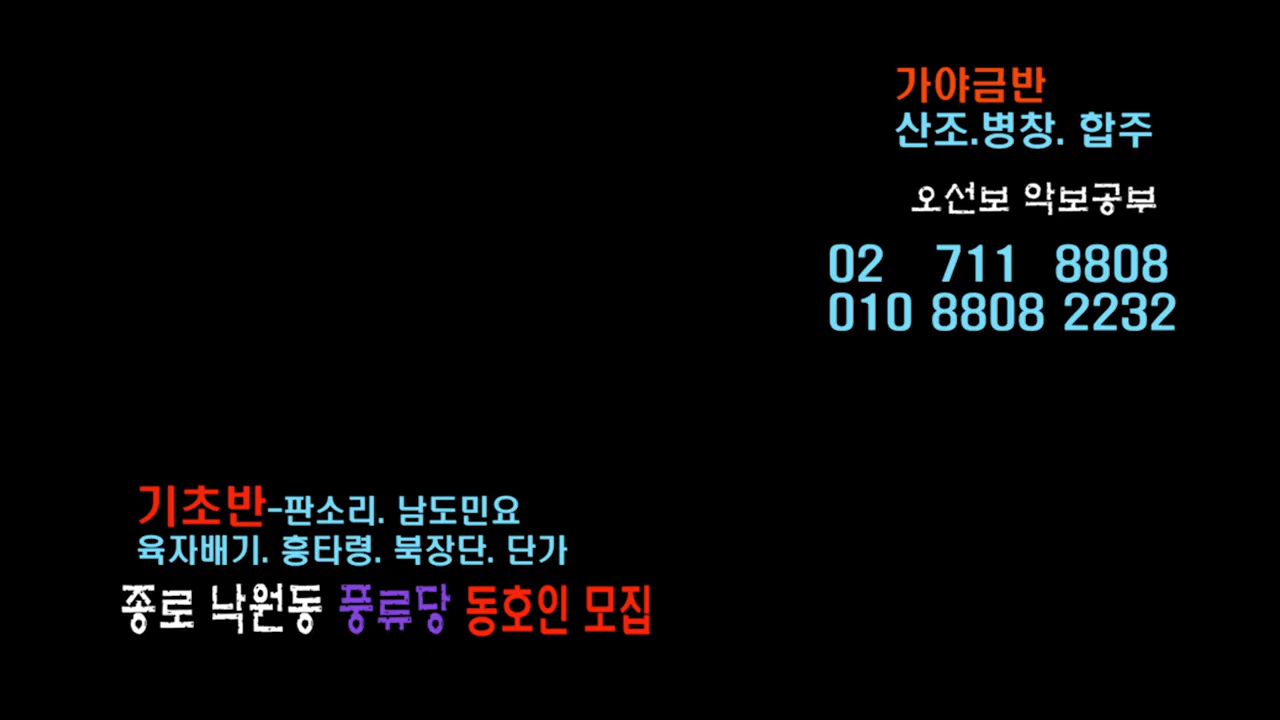 가야금반
산조.병창. 합주
오선보 악보공부
02 711 8808
010 8808 2232
기초반-판소리. 남도민요
육자배기. 흥타령. 북장단. 단가
종로 낙원동 풍류당 동호인 모집